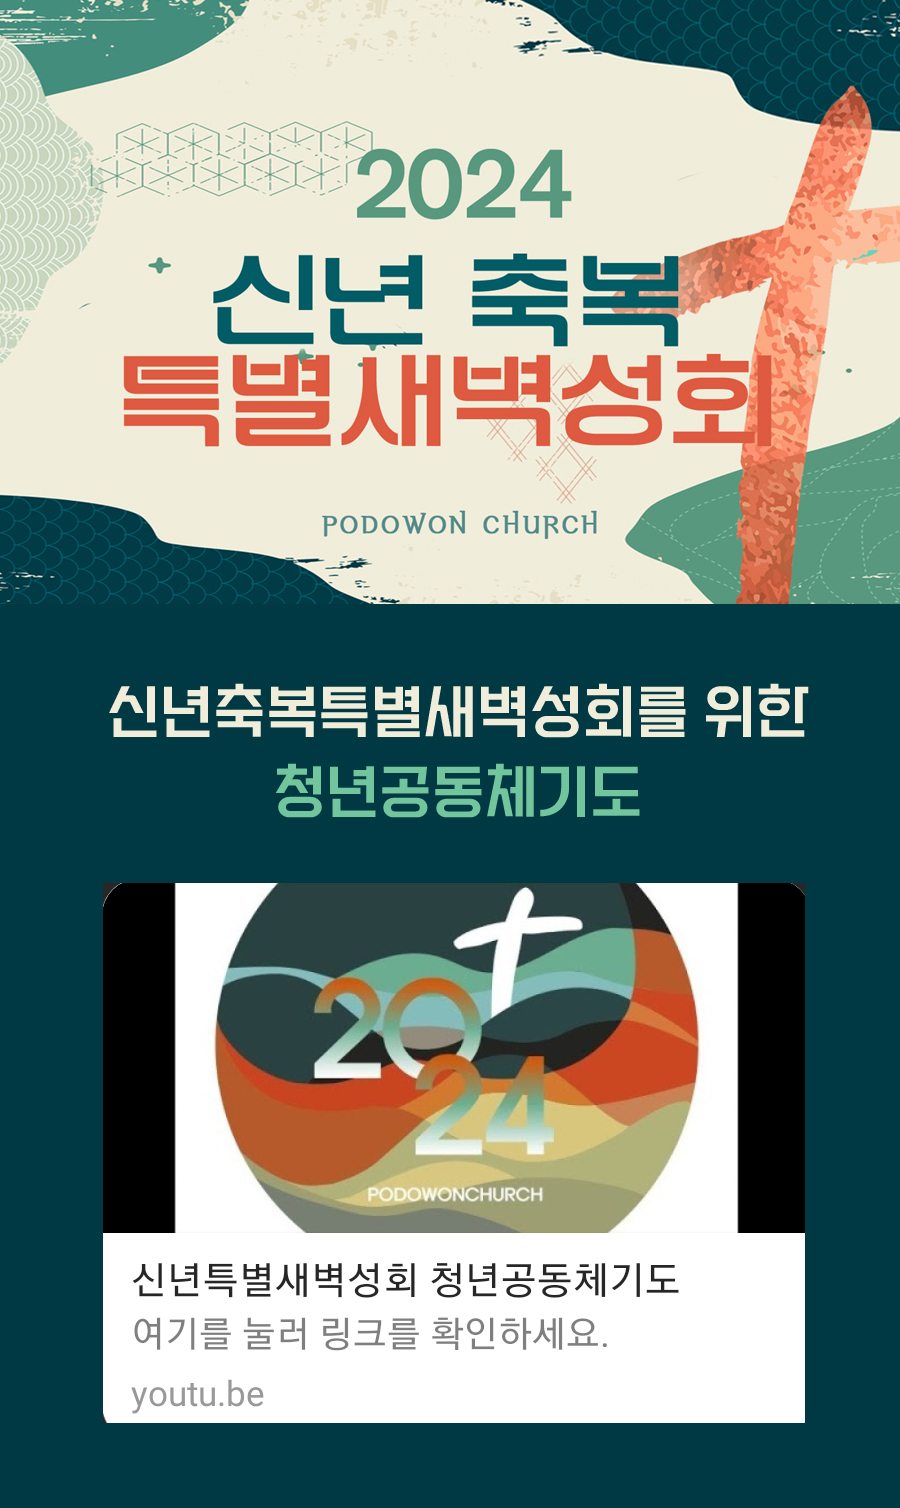 2024
신년 축복
특별새벽성회
PODOWON CHURCH
신년축복특별새벽성회를 위한
청년공동체기도
20
24
PODOWONCHURCH
신년특별새벽성회 청년공동체기도
여기를 눌러 링크를 확인하세요.
youtu.be